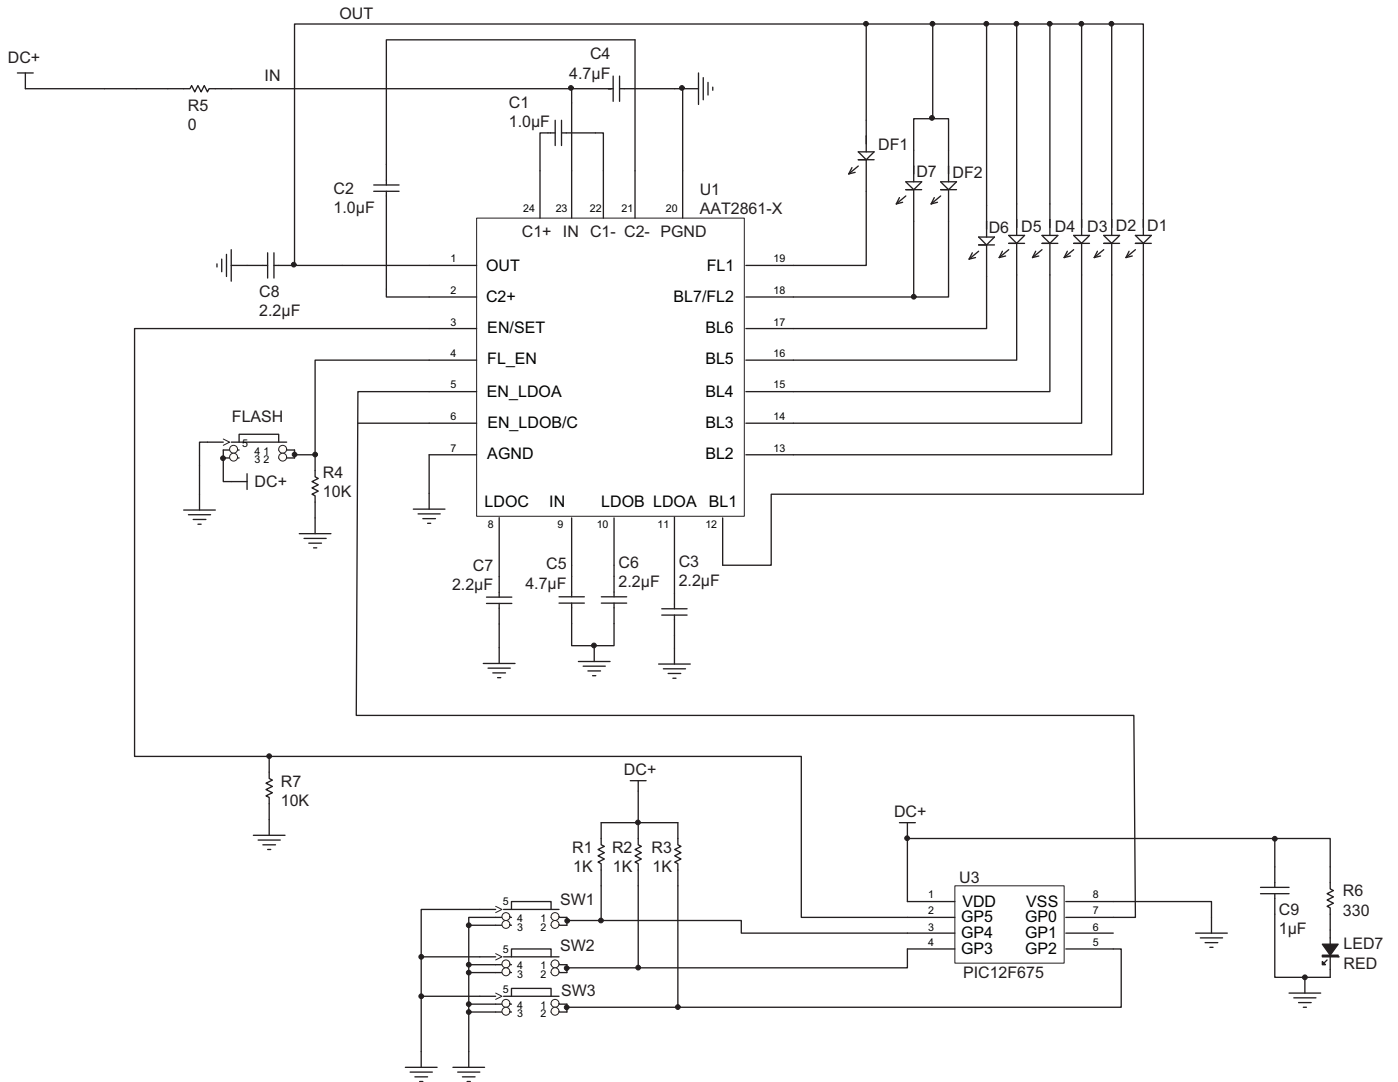 OUT
DC+
IN
R5
0
C4
4.7µF
C1
1.0µF
C2
1.0µF
U1
AAT2861-X
24 23 22 21 20
C1+ IN C1- C2- PGND
DF1
D7 DF2
D6 D5 D4 D3 D2 D1
C8
2.2µF
1 OUT
2 C2+
3 EN/SET
4 FL_EN
5 EN_LDOA
6 EN_LDOB/C
7 AGND
FL1 19
BL7/FL2 18
BL6 17
BL5 16
BL4 15
BL3 14
BL2 13
LDOC IN LDOB LDOA BL1
8 9 10 11 12
FLASH
5
4 1
3 2
DC+
R4
10K
C7
2.2µF
C5
4.7µF
C6
2.2µF
C3
2.2µF
R7
10K
DC+
R1
1K
R2
1K
R3
1K
5 SW1
4 1
3 2
5 SW2
4 1
3 2
5 SW3
4 1
3 2
DC+
U3
1 VDD VSS 8
2 GP5 GP0 7
3 GP4 GP1 6
4 GP3 GP2 5
PIC12F675
C9
1µF
R6
330
LED7
RED